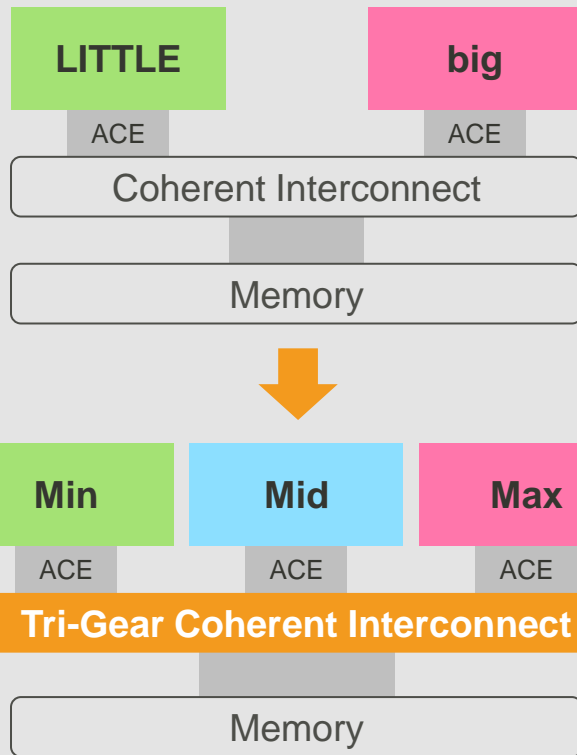 LITTLE
big
ACE
ACE
Coherent Interconnect
Memory
Min
Mid
Max
ACE
ACE
ACE
Tri-Gear Coherent Interconnect
Memory